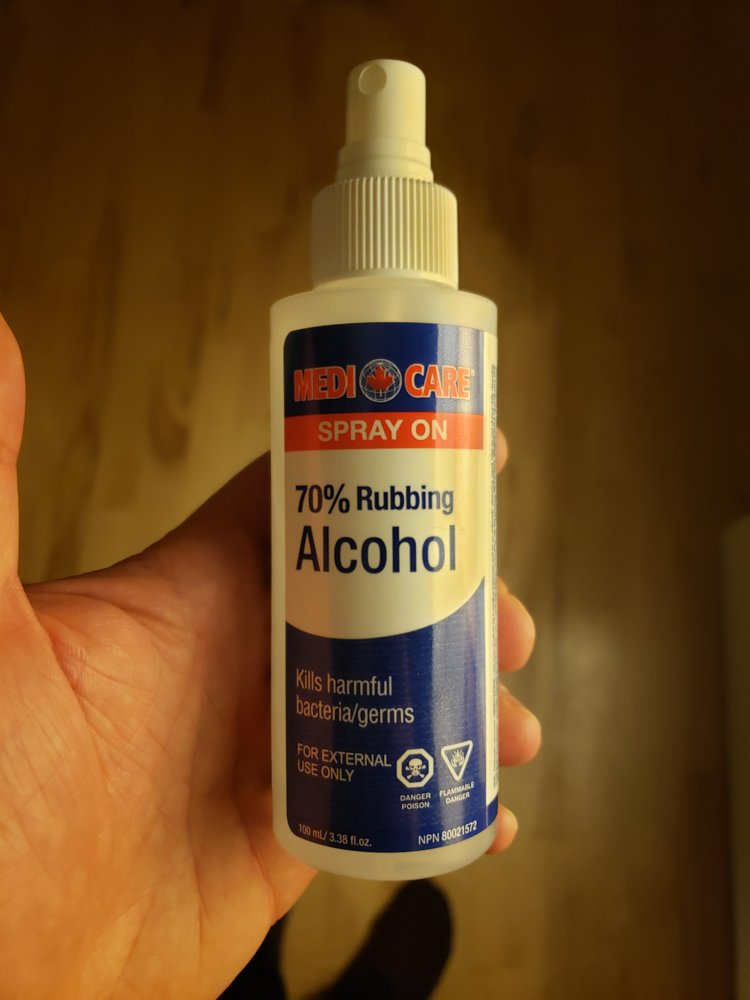 MEDI CARE®
SPRAY ON
70% Rubbing
Alcohol
Kills harmful
bacteria/germs
FOR EXTERNAL
USE ONLY
DANGER
POISON
FLAMMABLE
DANGER
100 mL/ 3.38 fl.oz.
NPN 80021572